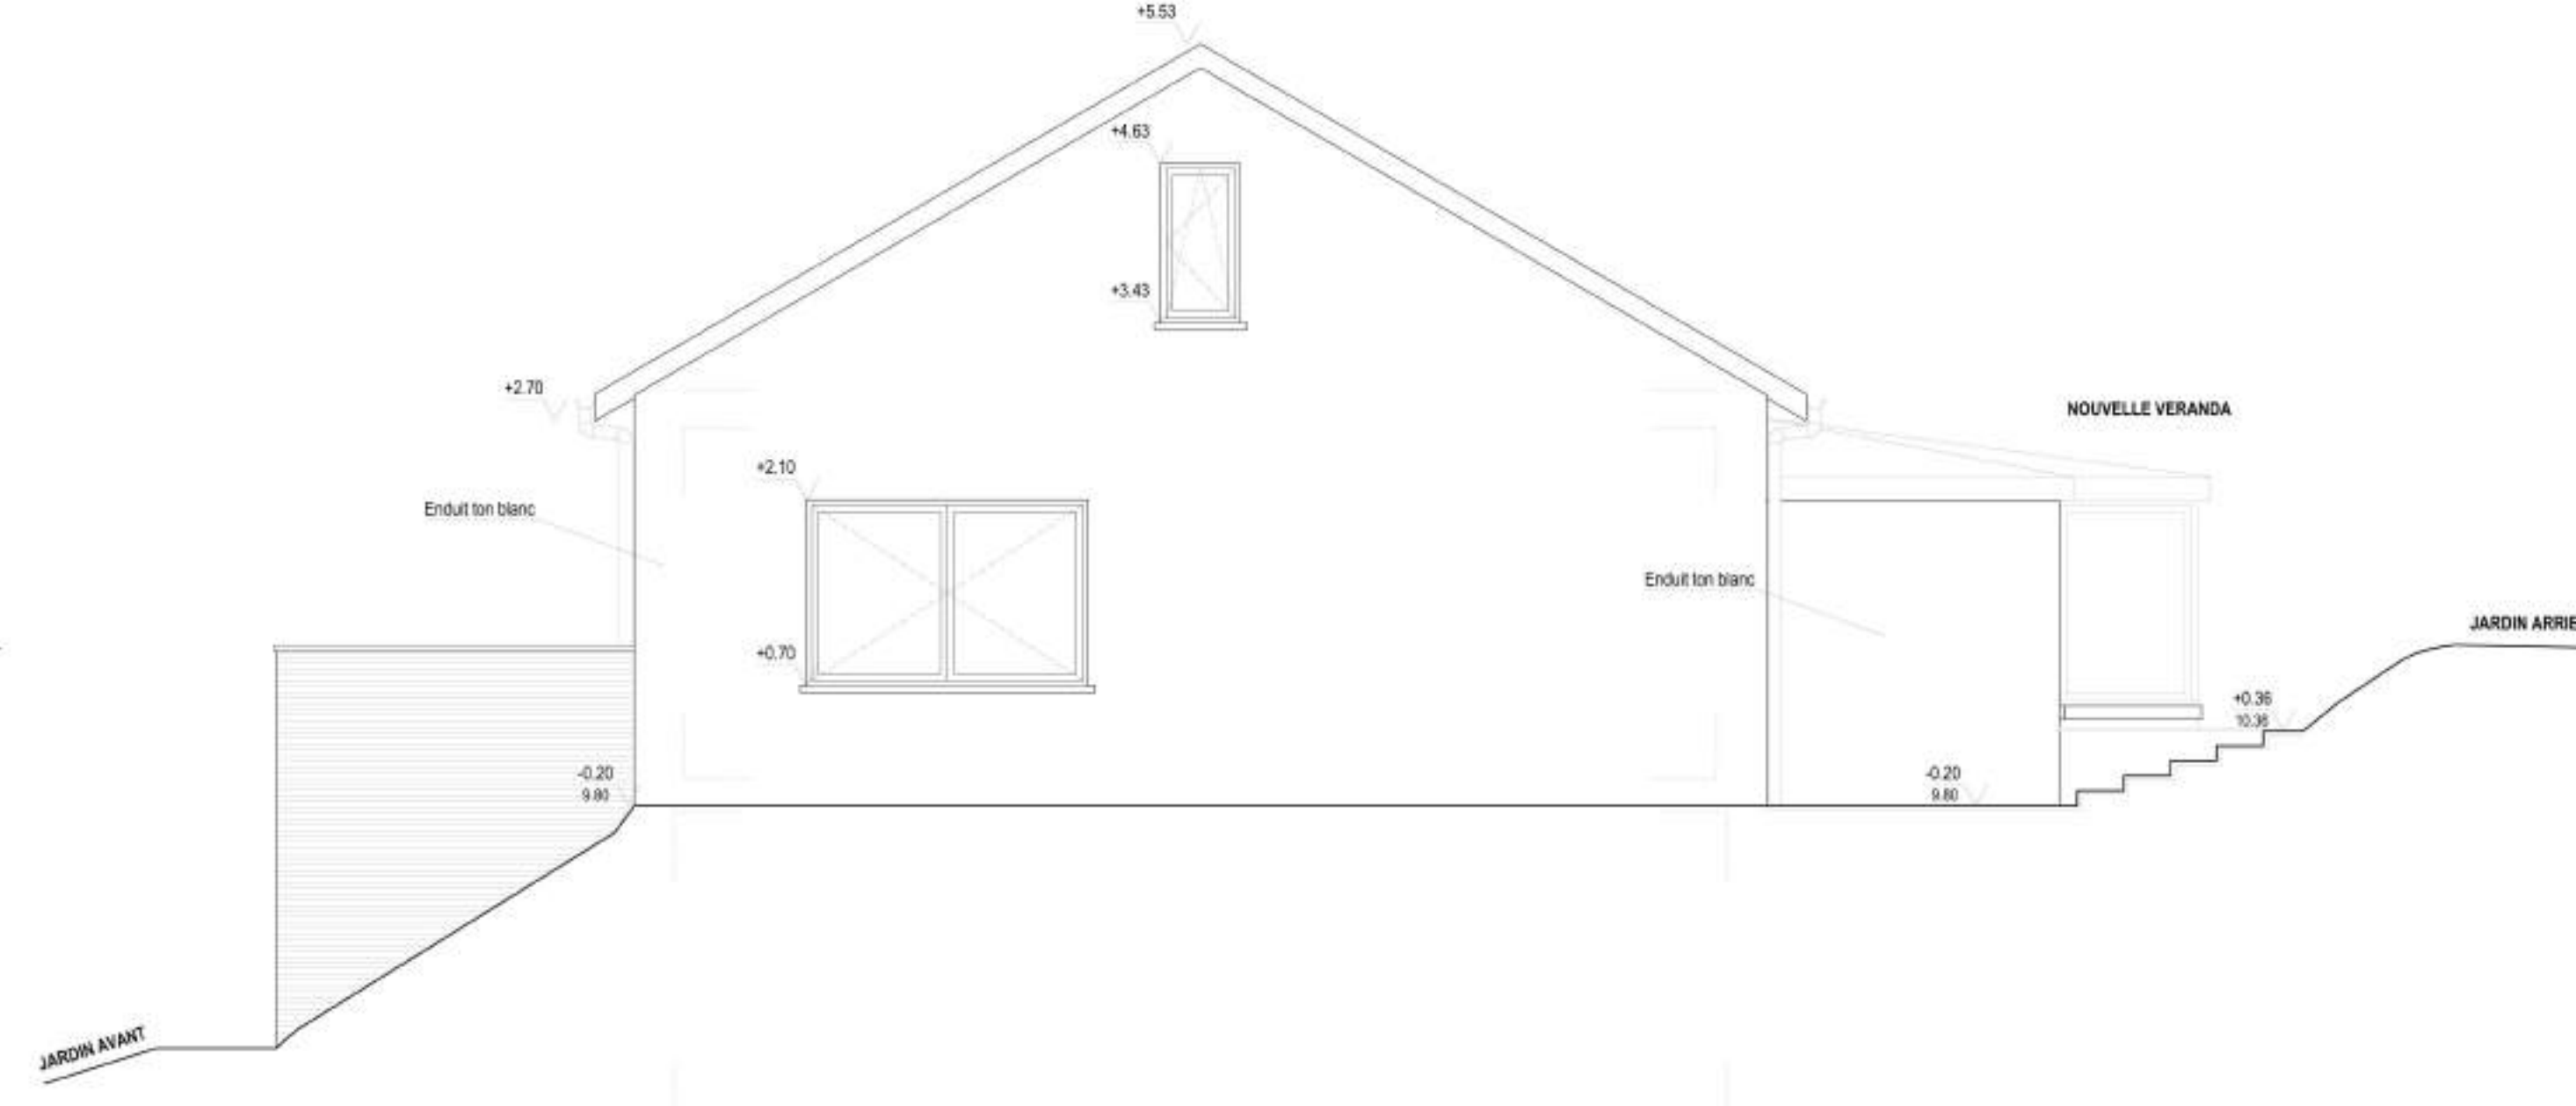 +5.53
+4.63
+3.43
+2.70
NOUVELLE VERANDA
+2.10
Enduit ton blanc
Enduit ton blanc
JARDIN ARRIE
+0.70
+0.36
10.36
-0.20
9.80
-0.20
9.80
JARDIN AVANT